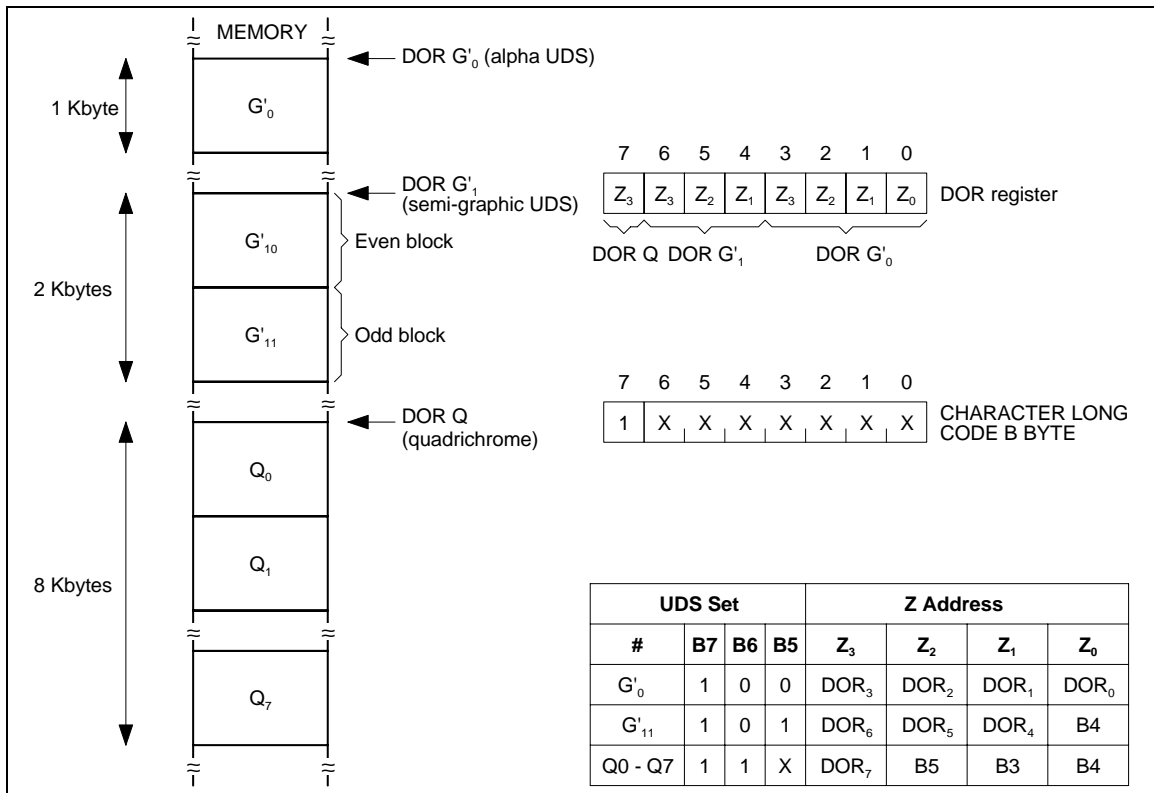 MEMORY
DOR G'0 (alpha UDS)
1 Kbyte
G'0
DOR G'1
(semi-graphic UDS)
G'10
Even block
2 Kbytes
G'11
Odd block
DOR Q
(quadrichrome)
Q0
Q1
8 Kbytes
Q7
7 6 5 4 3 2 1 0
Z3 Z3 Z2 Z1 Z3 Z2 Z1 Z0 DOR register
DOR Q DOR G'1 DOR G'0
7 6 5 4 3 2 1 0
1 X X X X X X X CHARACTER LONG
CODE B BYTE
UDS Set Z Address
# B7 B6 B5 Z3 Z2 Z1 Z0
G'0 1 0 0 DOR3 DOR2 DOR1 DOR0
G'11 1 0 1 DOR6 DOR5 DOR4 B4
Q0 - Q7 1 1 X DOR7 B5 B3 B4